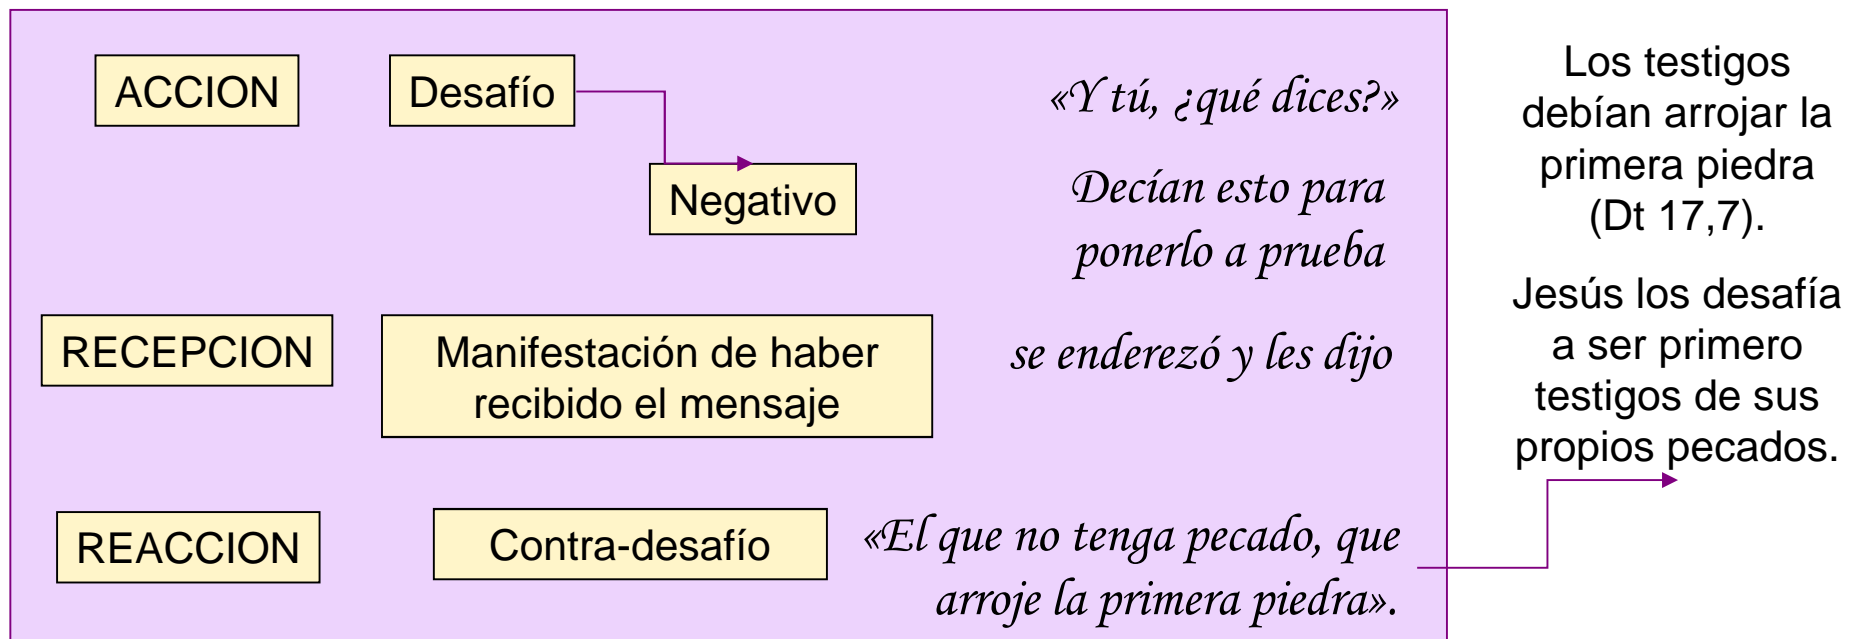 ACCION
Desafío
«Y tú, ¿qué dices?»
Negativo
Decían esto para
ponerlo a prueba
RECEPCION
Manifestación de haber
recibido el mensaje
se enderezó y les dijo
REACCION
Contra-desafío
«El que no tenga pecado, que
arroje la primera piedra».
Los testigos
debían arrojar la
primera piedra
(Dt 17,7).
Jesús los desafía
a ser primero
testigos de sus
propios pecados.